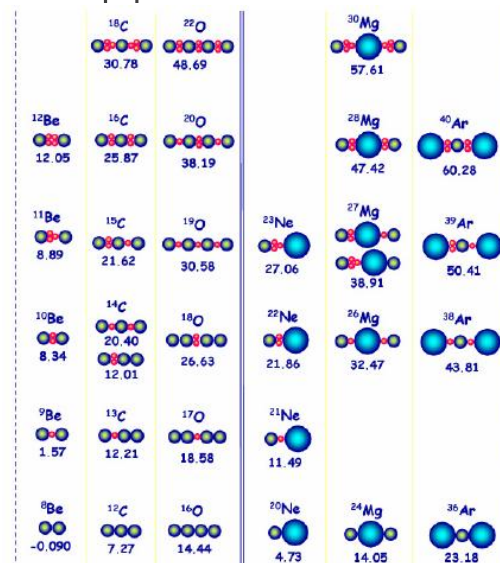 ¹⁸C ²²O ³⁰Mg
30.78 48.69 57.61
¹²Be ¹⁶C ²⁰O ²⁸Mg ⁴⁰Ar
12.05 25.87 38.19 47.42 60.28
¹¹Be ¹⁵C ¹⁹O ²³Ne ²⁷Mg ³⁹Ar
8.89 21.62 30.58 27.06 38.91 50.41
¹⁰Be ¹⁴C ¹⁸O ²²Ne ²⁶Mg ³⁸Ar
8.34 20.40 26.63 21.86 32.47 43.81
12.01
⁹Be ¹³C ¹⁷O ²¹Ne
1.57 12.21 18.58 11.49
⁸Be ¹²C ¹⁶O ²⁰Ne ²⁴Mg ³⁶Ar
-0.090 7.27 14.44 4.73 14.05 23.18